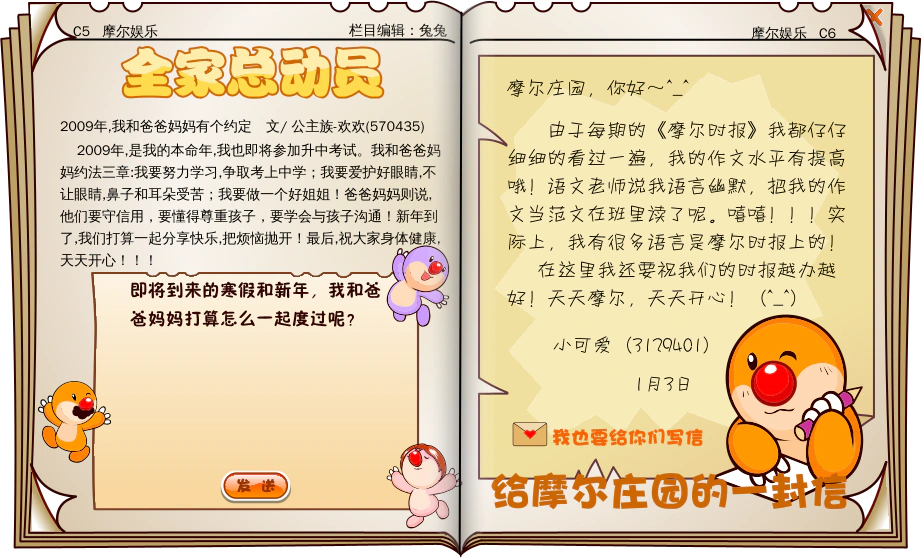 C5 摩尔娱乐
栏目编辑：兔兔
全家总动员
2009年,我和爸爸妈妈有个约定 文/ 公主族-欢欢(570435)
2009年,是我的本命年,我也即将参加升中考试。我和爸爸妈
妈约法三章:我要努力学习,争取考上中学；我要爱护好眼睛,不
让眼睛,鼻子和耳朵受苦；我要做一个好姐姐！爸爸妈妈则说,
他们要守信用，要懂得尊重孩子，要学会与孩子沟通！新年到
了,我们打算一起分享快乐,把烦恼抛开！最后,祝大家身体健康,
天天开心！！！
即将到来的寒假和新年，我和爸
爸妈妈打算怎么一起度过呢？
发 送
摩尔娱乐 C6
摩尔庄园，你好～^_^
由于每期的《摩尔时报》我都仔仔
细细的看过一遍，我的作文水平有提高
哦！语文老师说我语言幽默，把我的作
文当范文在班里读了呢。嘻嘻！！！实
际上，我有很多语言是摩尔时报上的！
在这里我还要祝我们的时报越办越
好！天天摩尔，天天开心！（^_^）
小可爱（3129401）
1月3日
我也要给你们写信
给摩尔庄园的一封信